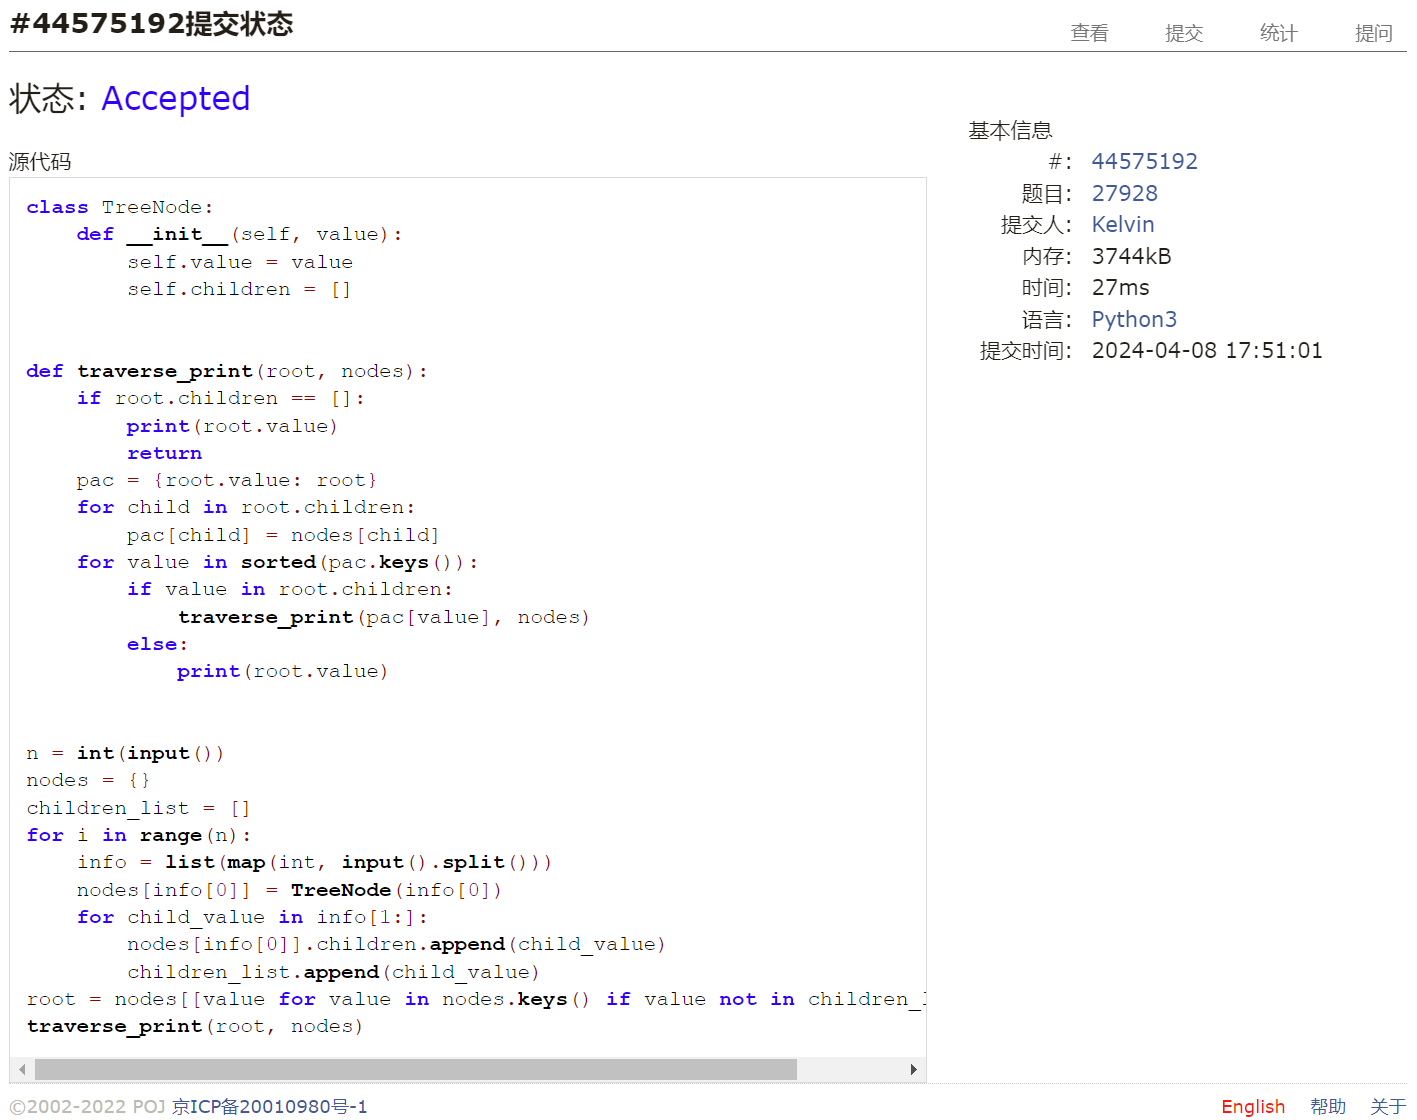 #44575192提交状态
查看 提交 统计 提问
状态: Accepted
源代码
class TreeNode:
    def __init__(self, value):
        self.value = value
        self.children = []
def traverse_print(root, nodes):
    if root.children == []:
        print(root.value)
        return
    pac = {root.value: root}
    for child in root.children:
        pac[child] = nodes[child]
    for value in sorted(pac.keys()):
        if value in root.children:
            traverse_print(pac[value], nodes)
        else:
            print(root.value)
n = int(input())
nodes = {}
children_list = []
for i in range(n):
    info = list(map(int, input().split()))
    nodes[info[0]] = TreeNode(info[0])
    for child_value in info[1:]:
        nodes[info[0]].children.append(child_value)
        children_list.append(child_value)
root = nodes[[value for value in nodes.keys() if value not in children_l
traverse_print(root, nodes)
基本信息
#: 44575192
题目: 27928
提交人: Kelvin
内存: 3744kB
时间: 27ms
语言: Python3
提交时间: 2024-04-08 17:51:01
©2002-2022 POJ 京ICP备20010980号-1
English 帮助 关于